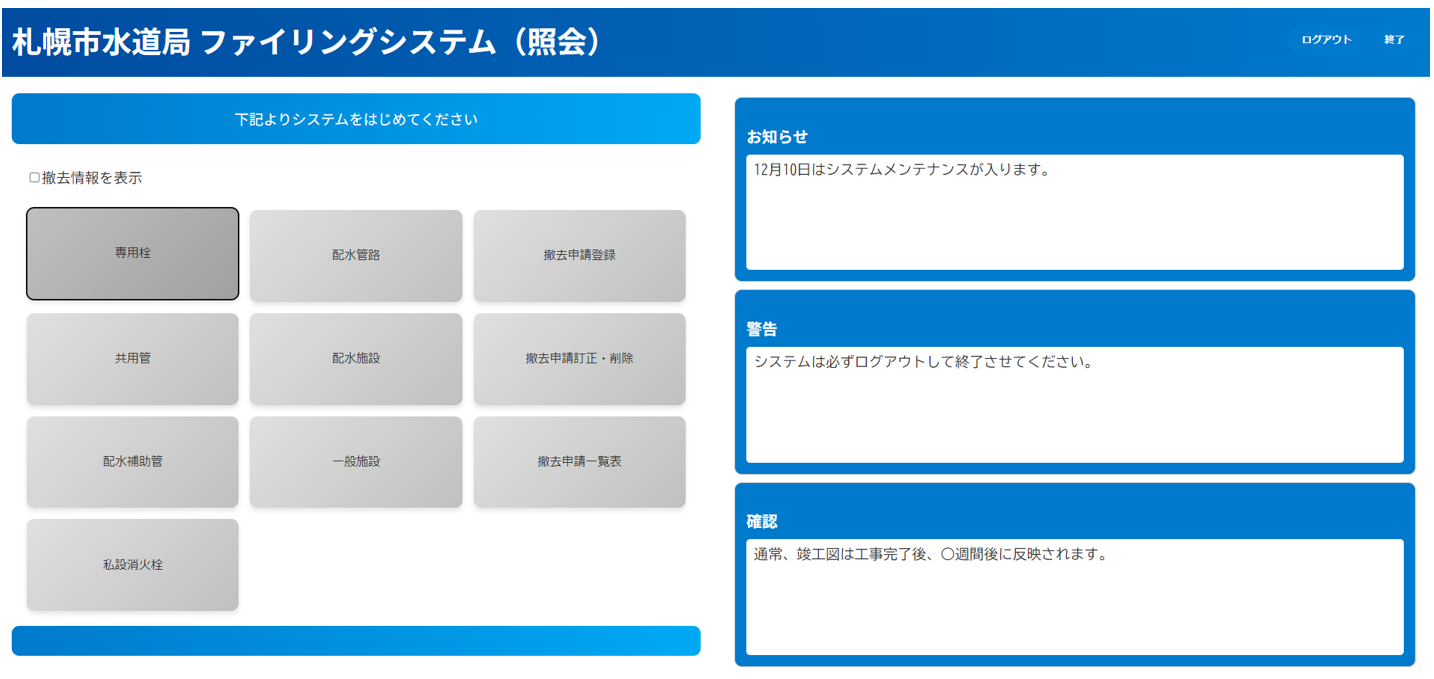 札幌市水道局 ファイリングシステム（照会）
ログアウト 終了
下記よりシステムをはじめてください
撤去情報を表示
専用栓 配水管路 撤去申請登録
共用管 配水施設 撤去申請訂正・削除
配水補助管 一般施設 撤去申請一覧表
私設消火栓
お知らせ
12月10日はシステムメンテナンスが入ります。
警告
システムは必ずログアウトして終了させてください。
確認
通常、竣工図は工事完了後、〇週間後に反映されます。